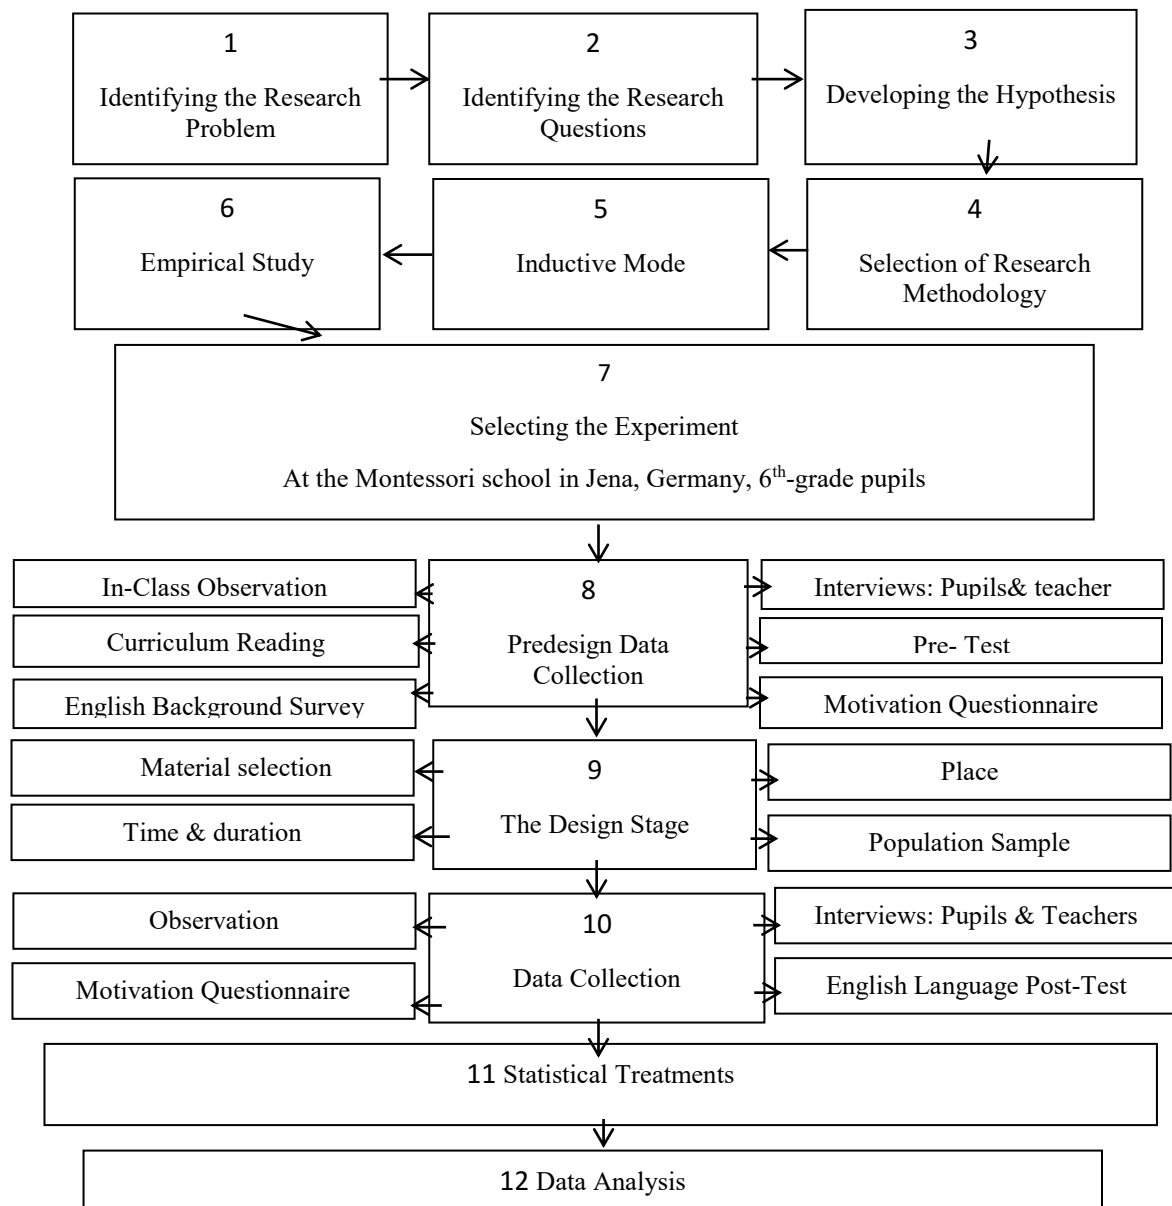 1
Identifying the Research
Problem
2
Identifying the Research
Questions
3
Developing the Hypothesis
6
Empirical Study
5
Inductive Mode
4
Selection of Research
Methodology
7
Selecting the Experiment
At the Montessori school in Jena, Germany, 6th-grade pupils
In-Class Observation
Curriculum Reading
English Background Survey
8
Predesign Data
Collection
Interviews: Pupils& teacher
Pre- Test
Motivation Questionnaire
Material selection
Time & duration
9
The Design Stage
Place
Population Sample
Observation
Motivation Questionnaire
10
Data Collection
Interviews: Pupils & Teachers
English Language Post-Test
11 Statistical Treatments
12 Data Analysis